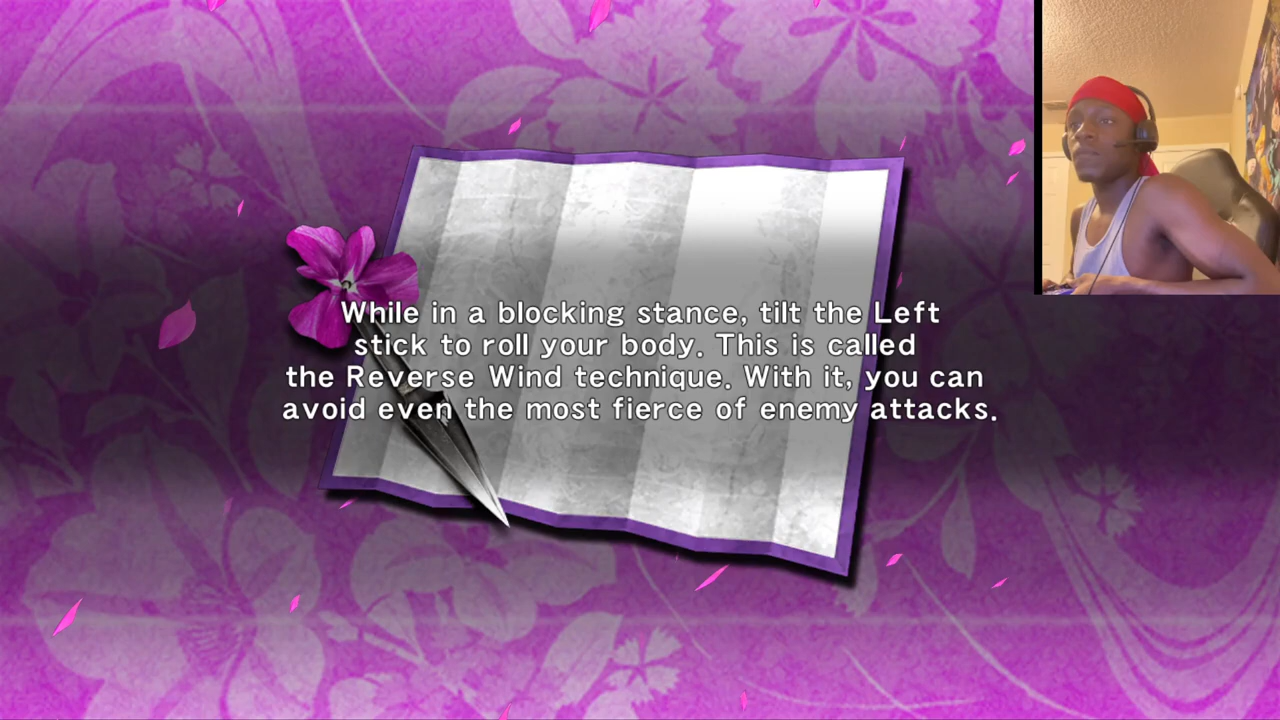 While in a blocking stance, tilt the Left
stick to roll your body. This is called
the Reverse Wind technique. With it, you can
avoid even the most fierce of enemy attacks.